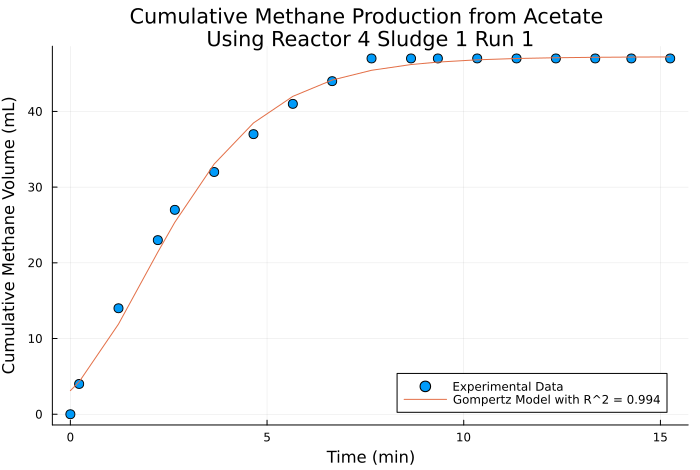 Cumulative Methane Production from Acetate
Using Reactor 4 Sludge 1 Run 1
Cumulative Methane Volume (mL)
40
30
20
10
0
0
5
10
15
Time (min)
Experimental Data
Gompertz Model with R^2 = 0.994